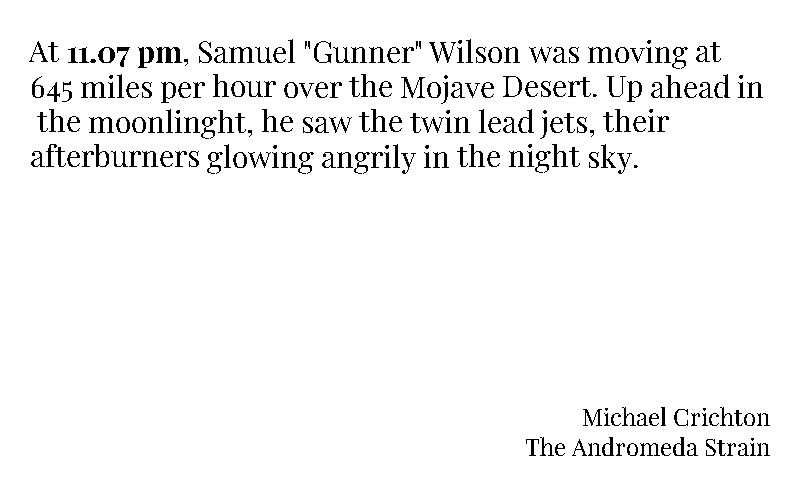 At 11.07 pm, Samuel "Gunner" Wilson was moving at
645 miles per hour over the Mojave Desert. Up ahead in
the moonlinght, he saw the twin lead jets, their
afterburners glowing angrily in the night sky.
Michael Crichton
The Andromeda Strain